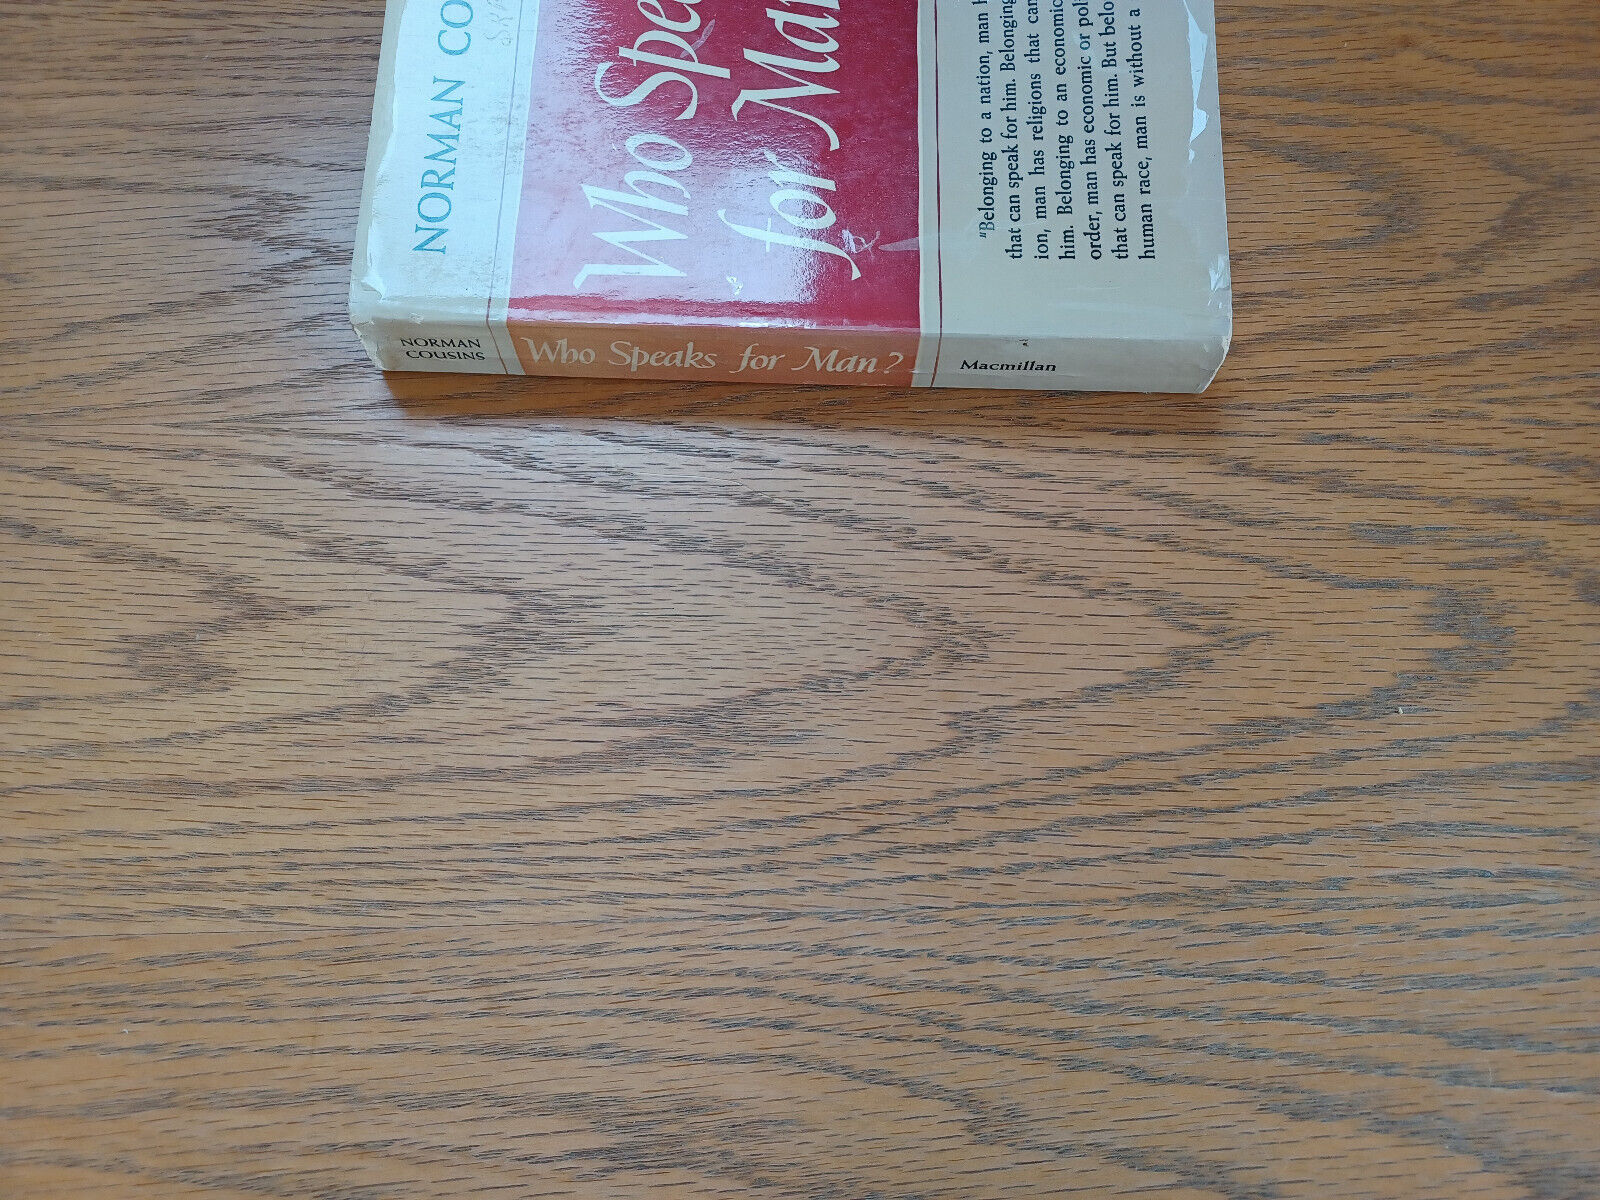 NORMAN CO
Who Spea
for Man
"Belonging to a nation, man h
that can speak for him. Belonging
ion, man has religions that can
him. Belonging to an economic
order, man has economic or poli
that can speak for him. But belo
human race, man is without a
NORMAN
COUSINS
Who Speaks for Man?
Macmillan